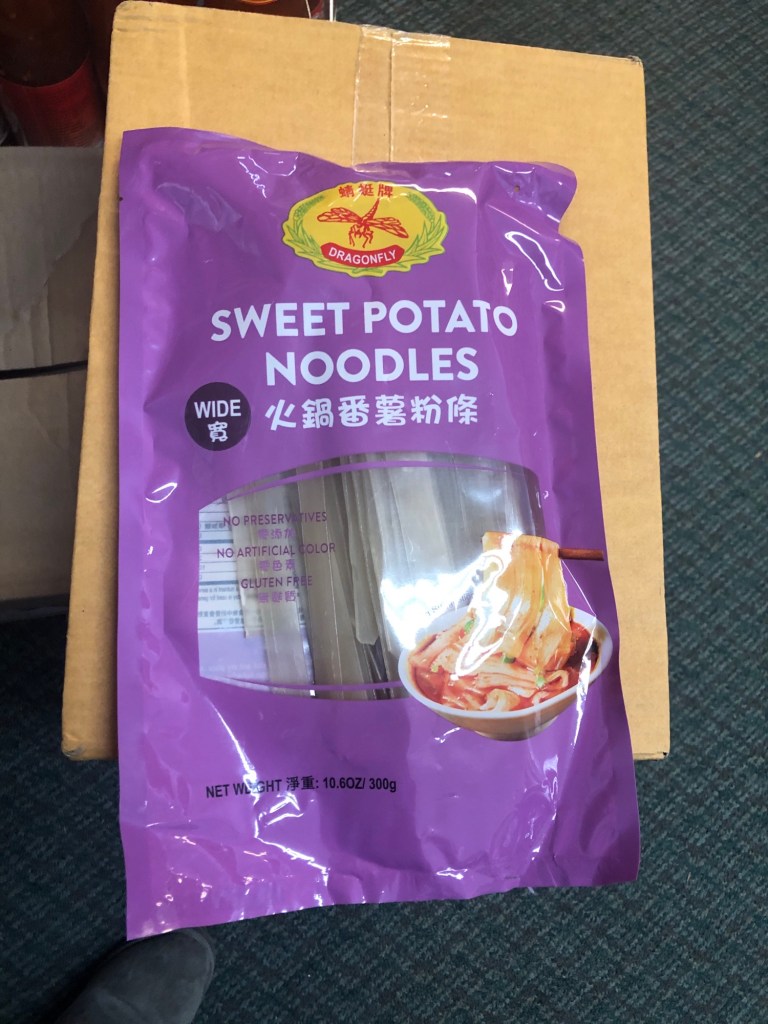 蜻蜓牌
DRAGONFLY
SWEET POTATO
NOODLES
WIDE
寬
火鍋番薯粉條
NO PRESERVATIVES
NO ARTIFICIAL COLOR
GLUTEN FREE
NET WEIGHT 淨重: 10.6OZ/ 300g